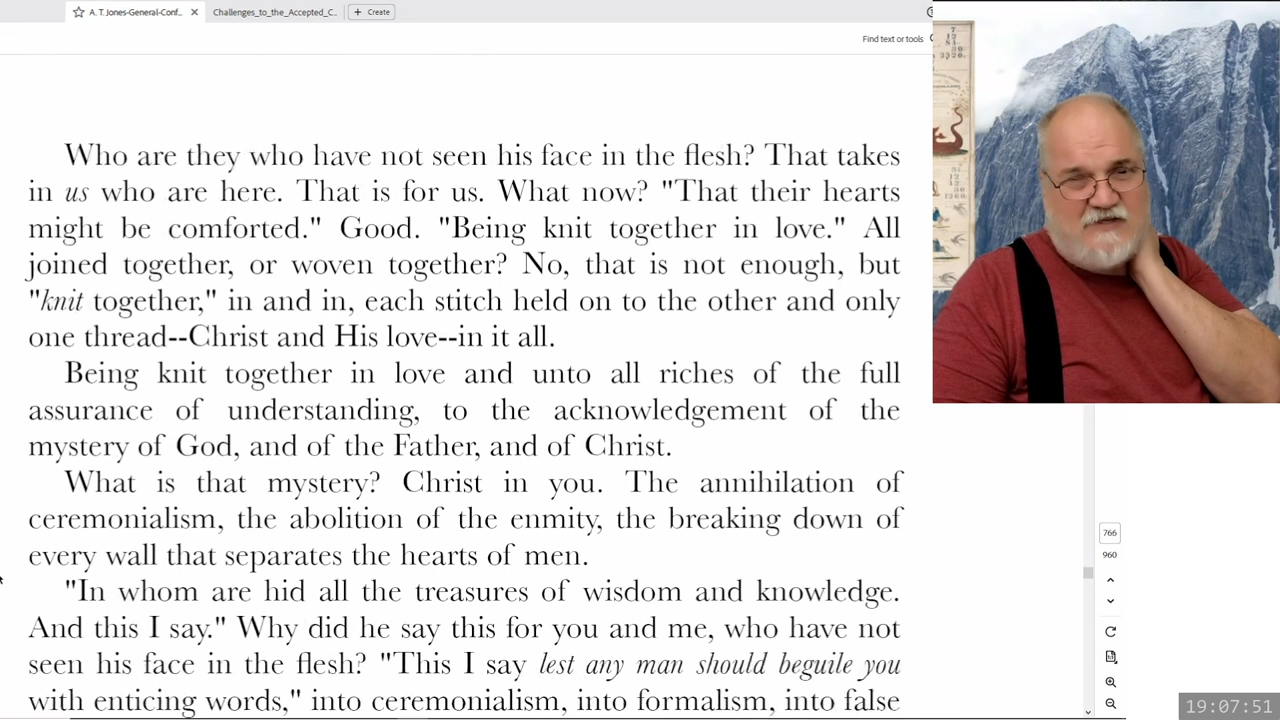 A. T. Jones-General-Conf...
Challenges_to_the_Accepted_C...
+ Create
Find text or tools
Who are they who have not seen his face in the flesh? That takes
in us who are here. That is for us. What now? "That their hearts
might be comforted." Good. "Being knit together in love." All
joined together, or woven together? No, that is not enough, but
"knit together," in and in, each stitch held on to the other and only
one thread--Christ and His love--in it all.
Being knit together in love and unto all riches of the full
assurance of understanding, to the acknowledgement of the
mystery of God, and of the Father, and of Christ.
What is that mystery? Christ in you. The annihilation of
ceremonialism, the abolition of the enmity, the breaking down of
every wall that separates the hearts of men.
"In whom are hid all the treasures of wisdom and knowledge.
And this I say." Why did he say this for you and me, who have not
seen his face in the flesh? "This I say lest any man should beguile you
with enticing words," into ceremonialism, into formalism, into false
766
960
19:07:51